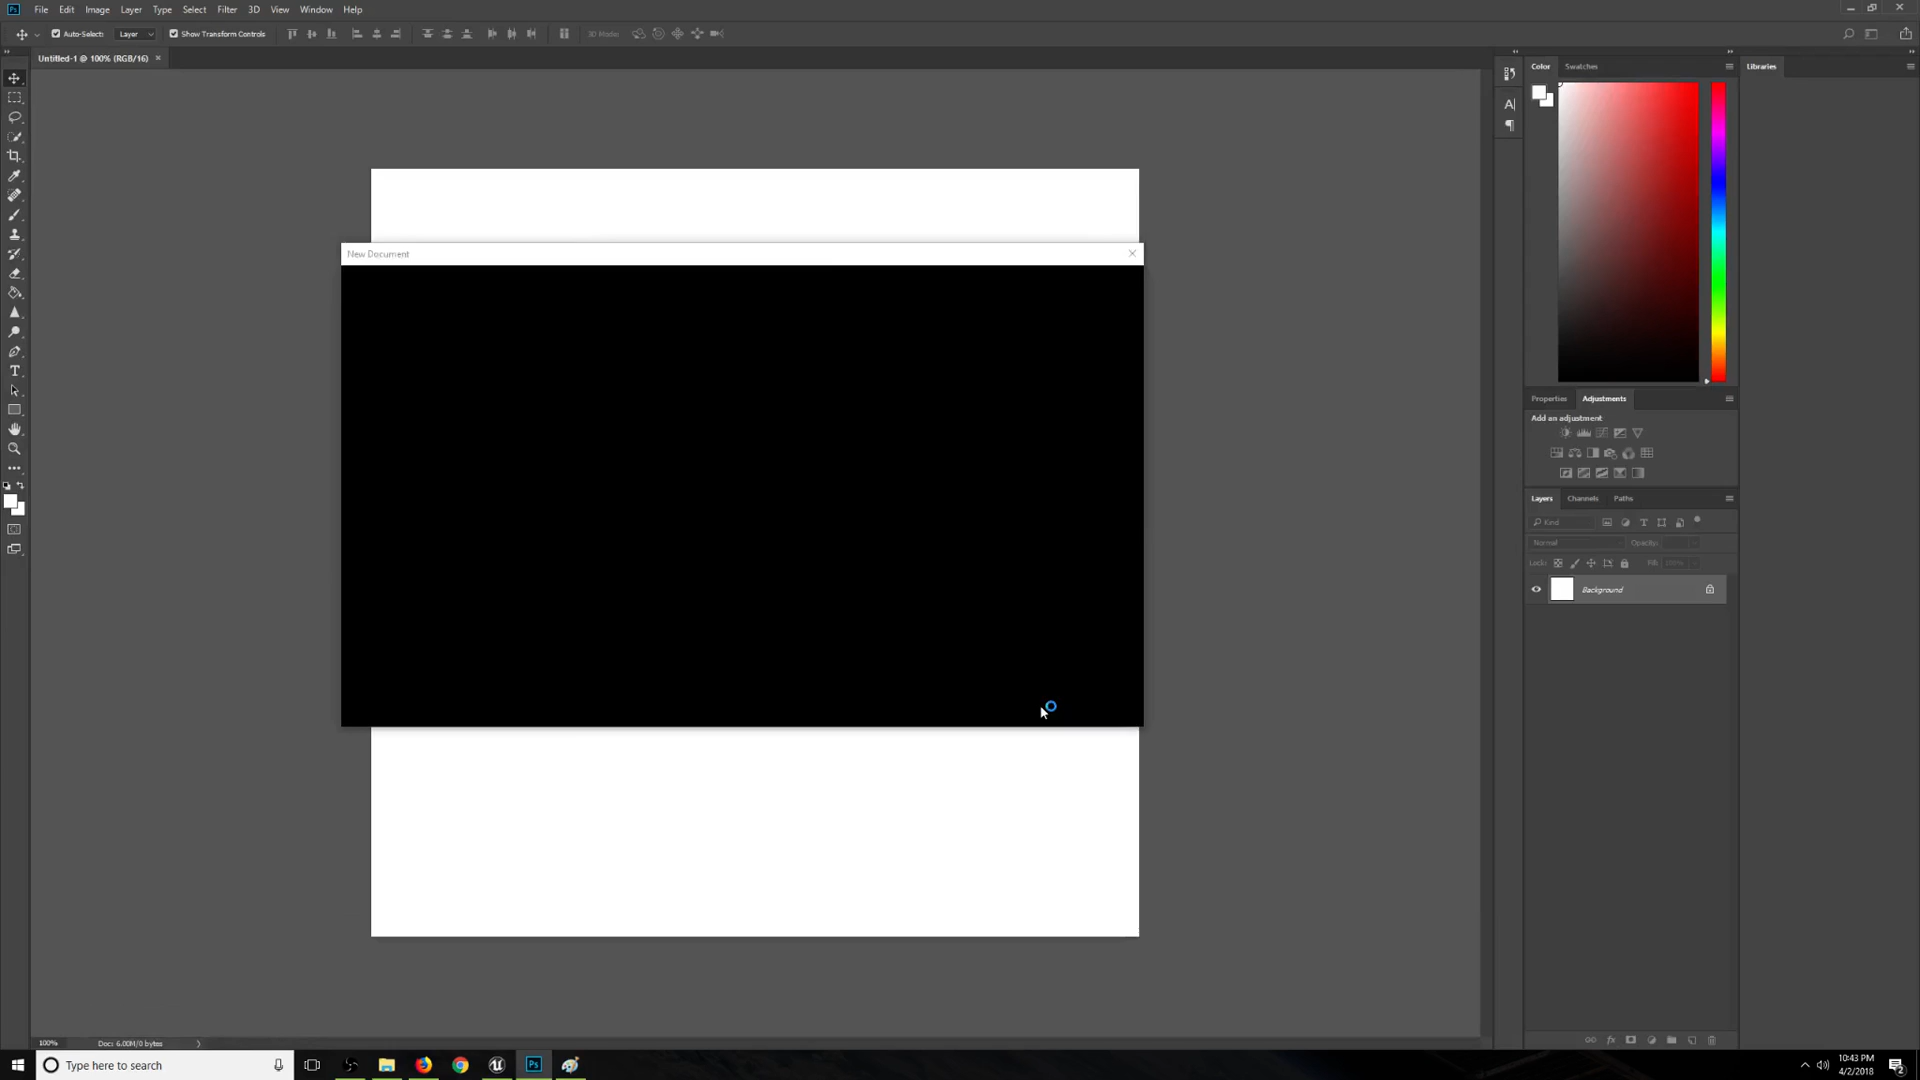 Ps File Edit Image Layer Type Select Filter 3D View Window Help
Auto-Select: Layer Show Transform Controls 3D Mode:
Untitled-1 @ 100% (RGB/16)
Color Swatches Libraries
New Document
Properties Adjustments
Add an adjustment
Layers Channels Paths
Kind
Normal Opacity:
Lock: Fill: 100%
Background
100% Doc: 6.00M/0 bytes
Type here to search
10:43 PM
4/2/2018